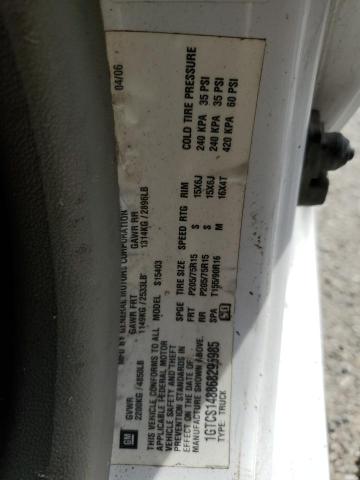 MFD BY GENERAL MOTORS CORPORATION
04/06
GVWR GAWR FRT GAWR RR
2200KG / 4850LB 1149KG / 2533LB 1314KG / 2896LB
THIS VEHICLE CONFORMS TO ALL
APPLICABLE FEDERAL MOTOR
VEHICLE SAFETY AND THEFT
PREVENTION STANDARDS IN
EFFECT ON THE DATE OF
MANUFACTURE SHOWN ABOVE.
TYPE: TRUCK
MODEL: S15403
SPGE TIRE SIZE SPEED RTG RIM COLD TIRE PRESSURE
FRT P205/75R15 S 15X6J 240 KPA 35 PSI
RR P205/75R15 S 15X6J 240 KPA 35 PSI
SPA T155/90R16 M 16X4T 420 KPA 60 PSI
GM